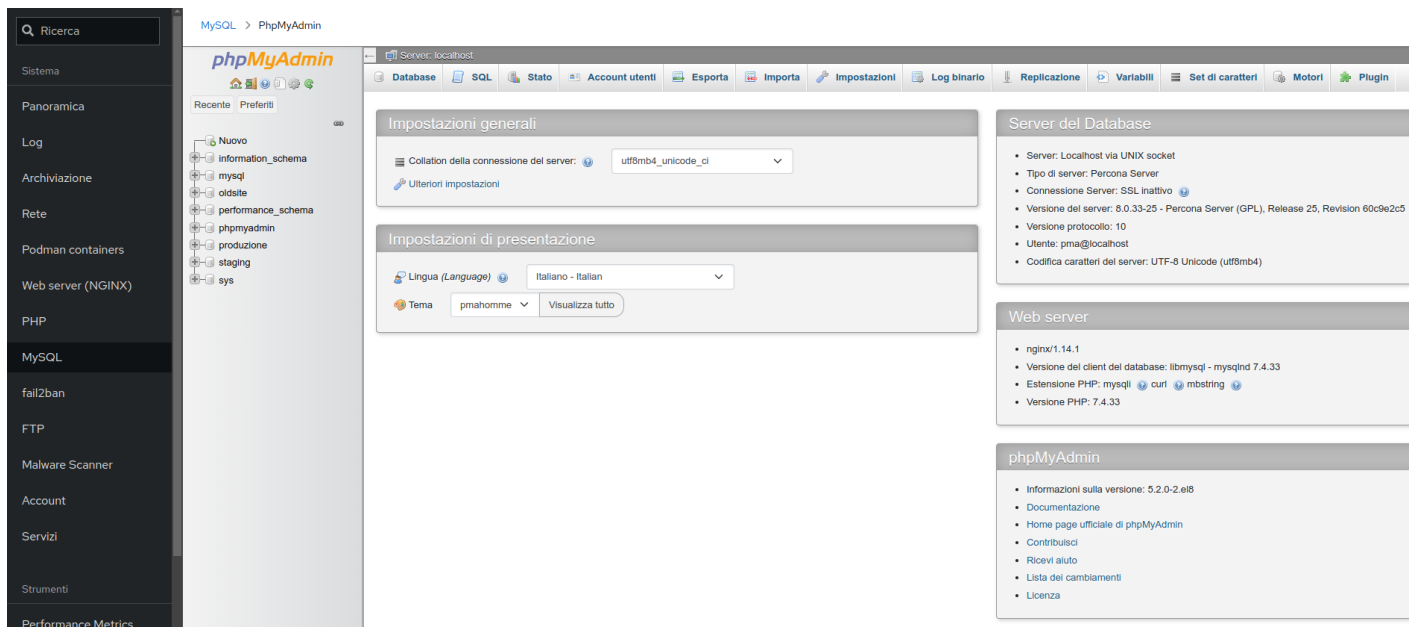 Ricerca
Sistema
Panoramica
Log
Archiviazione
Rete
Podman containers
Web server (NGINX)
PHP
MySQL
fail2ban
FTP
Malware Scanner
Account
Servizi
Strumenti
Performance Metrics
MySQL > PhpMyAdmin
phpMyAdmin
Recente Preferiti
Nuovo
information_schema
mysql
oldsite
performance_schema
phpmyadmin
produzione
staging
sys
Server: localhost
Database SQL Stato Account utenti Esporta Importa Impostazioni Log binario Replicazione Variabili Set di caratteri Motori Plugin
Impostazioni generali
Collation della connessione del server: utf8mb4_unicode_ci
Ulteriori impostazioni
Impostazioni di presentazione
Lingua (Language) Italiano - Italian
Tema pmahomme Visualizza tutto
Server del Database
• Server: Localhost via UNIX socket
• Tipo di server: Percona Server
• Connessione Server: SSL inattivo
• Versione del server: 8.0.33-25 - Percona Server (GPL), Release 25, Revision 60c9e2c5
• Versione protocollo: 10
• Utente: pma@localhost
• Codifica caratteri del server: UTF-8 Unicode (utf8mb4)
Web server
• nginx/1.14.1
• Versione del client del database: libmysql - mysqlnd 7.4.33
• Estensione PHP: mysqli curl mbstring
• Versione PHP: 7.4.33
phpMyAdmin
• Informazioni sulla versione: 5.2.0-2.el8
• Documentazione
• Home page ufficiale di phpMyAdmin
• Contribuisci
• Ricevi aiuto
• Lista dei cambiamenti
• Licenza